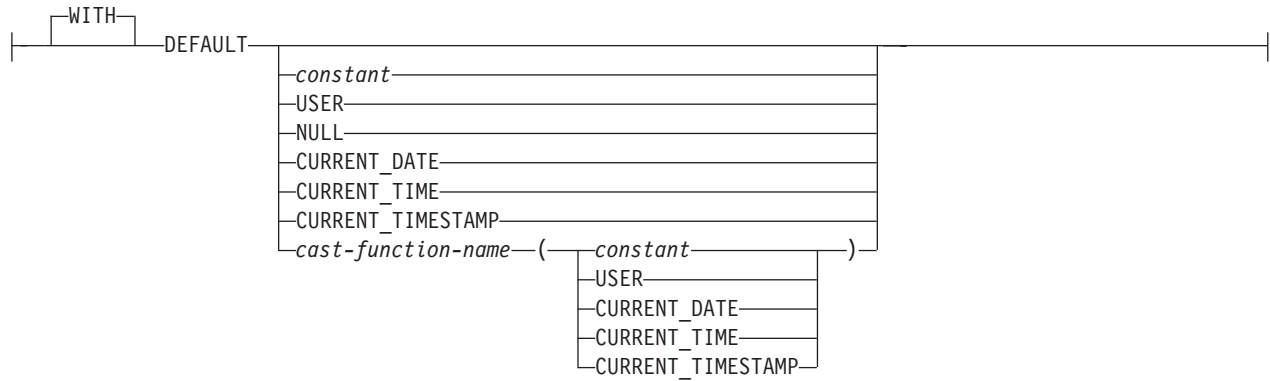 WITH
DEFAULT
constant
USER
NULL
CURRENT_DATE
CURRENT_TIME
CURRENT_TIMESTAMP
cast-function-name ( constant )
USER
CURRENT_DATE
CURRENT_TIME
CURRENT_TIMESTAMP